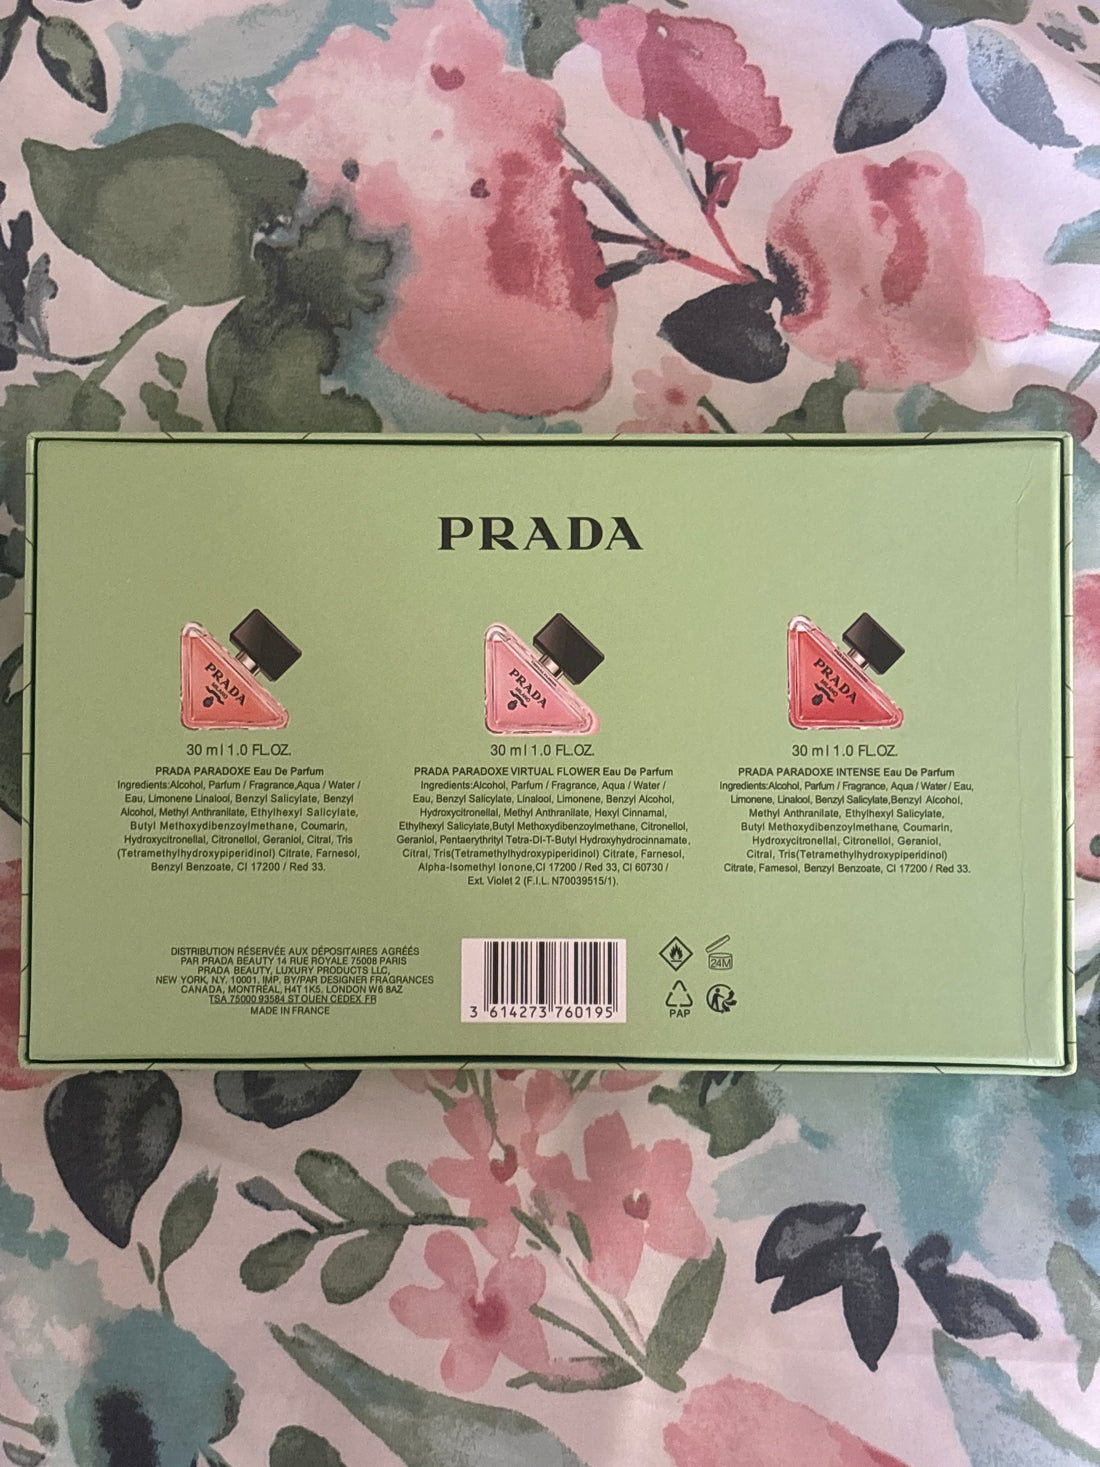 PRADA
PRADA
MILANO
PRADA
MILANO
PRADA
MILANO
30 ml 1.0 FL.OZ.
PRADA PARADOXE Eau De Parfum
Ingredients:Alcohol, Parfum / Fragrance,Aqua / Water /
Eau, Limonene Linalool, Benzyl Salicylate, Benzyl
Alcohol, Methyl Anthranilate, Ethylhexyl Salicylate,
Butyl Methoxydibenzoylmethane, Coumarin,
Hydroxycitronellal, Citronellol, Geraniol, Citral, Tris
(Tetramethylhydroxypiperidinol) Citrate, Farnesol,
Benzyl Benzoate, CI 17200 / Red 33.
30 ml 1.0 FL.OZ.
PRADA PARADOXE VIRTUAL FLOWER Eau De Parfum
Ingredients:Alcohol, Parfum / Fragrance, Aqua / Water /
Eau, Benzyl Salicylate, Linalool, Limonene, Benzyl Alcohol,
Hydroxycitronellal, Methyl Anthranilate, Hexyl Cinnamal,
Ethylhexyl Salicylate,Butyl Methoxydibenzoylmethane, Citronellol,
Geraniol, Pentaerythrityl Tetra-Di-T-Butyl Hydroxyhydrocinnamate,
Citral, Tris(Tetramethylhydroxypiperidinol) Citrate, Farnesol,
Alpha-Isomethyl Ionone,CI 17200 / Red 33, CI 60730 /
Ext. Violet 2 (F.I.L. N70039515/1).
30 ml 1.0 FL.OZ.
PRADA PARADOXE INTENSE Eau De Parfum
Ingredients:Alcohol, Parfum / Fragrance, Aqua / Water / Eau,
Limonene, Linalool, Benzyl Salicylate,Benzyl Alcohol,
Methyl Anthranilate, Ethylhexyl Salicylate,
Butyl Methoxydibenzoylmethane, Coumarin,
Hydroxycitronellal, Citronellol, Geraniol,
Citral, Tris(Tetramethylhydroxypiperidinol)
Citrate, Farnesol, Benzyl Benzoate, CI 17200 / Red 33.
DISTRIBUTION RÉSERVÉE AUX DÉPOSITAIRES AGRÉÉS
PAR PRADA BEAUTY 14 RUE ROYALE 75008 PARIS
PRADA BEAUTY, LUXURY PRODUCTS LLC,
NEW YORK, N.Y. 10001. IMP. BY/PAR DESIGNER FRAGRANCES
CANADA, MONTRÉAL, H4T 1K5. LONDON W6 8AZ
TSA 75000 93584 ST OUEN CEDEX FR
MADE IN FRANCE
3 614273 760195
24M
PAP